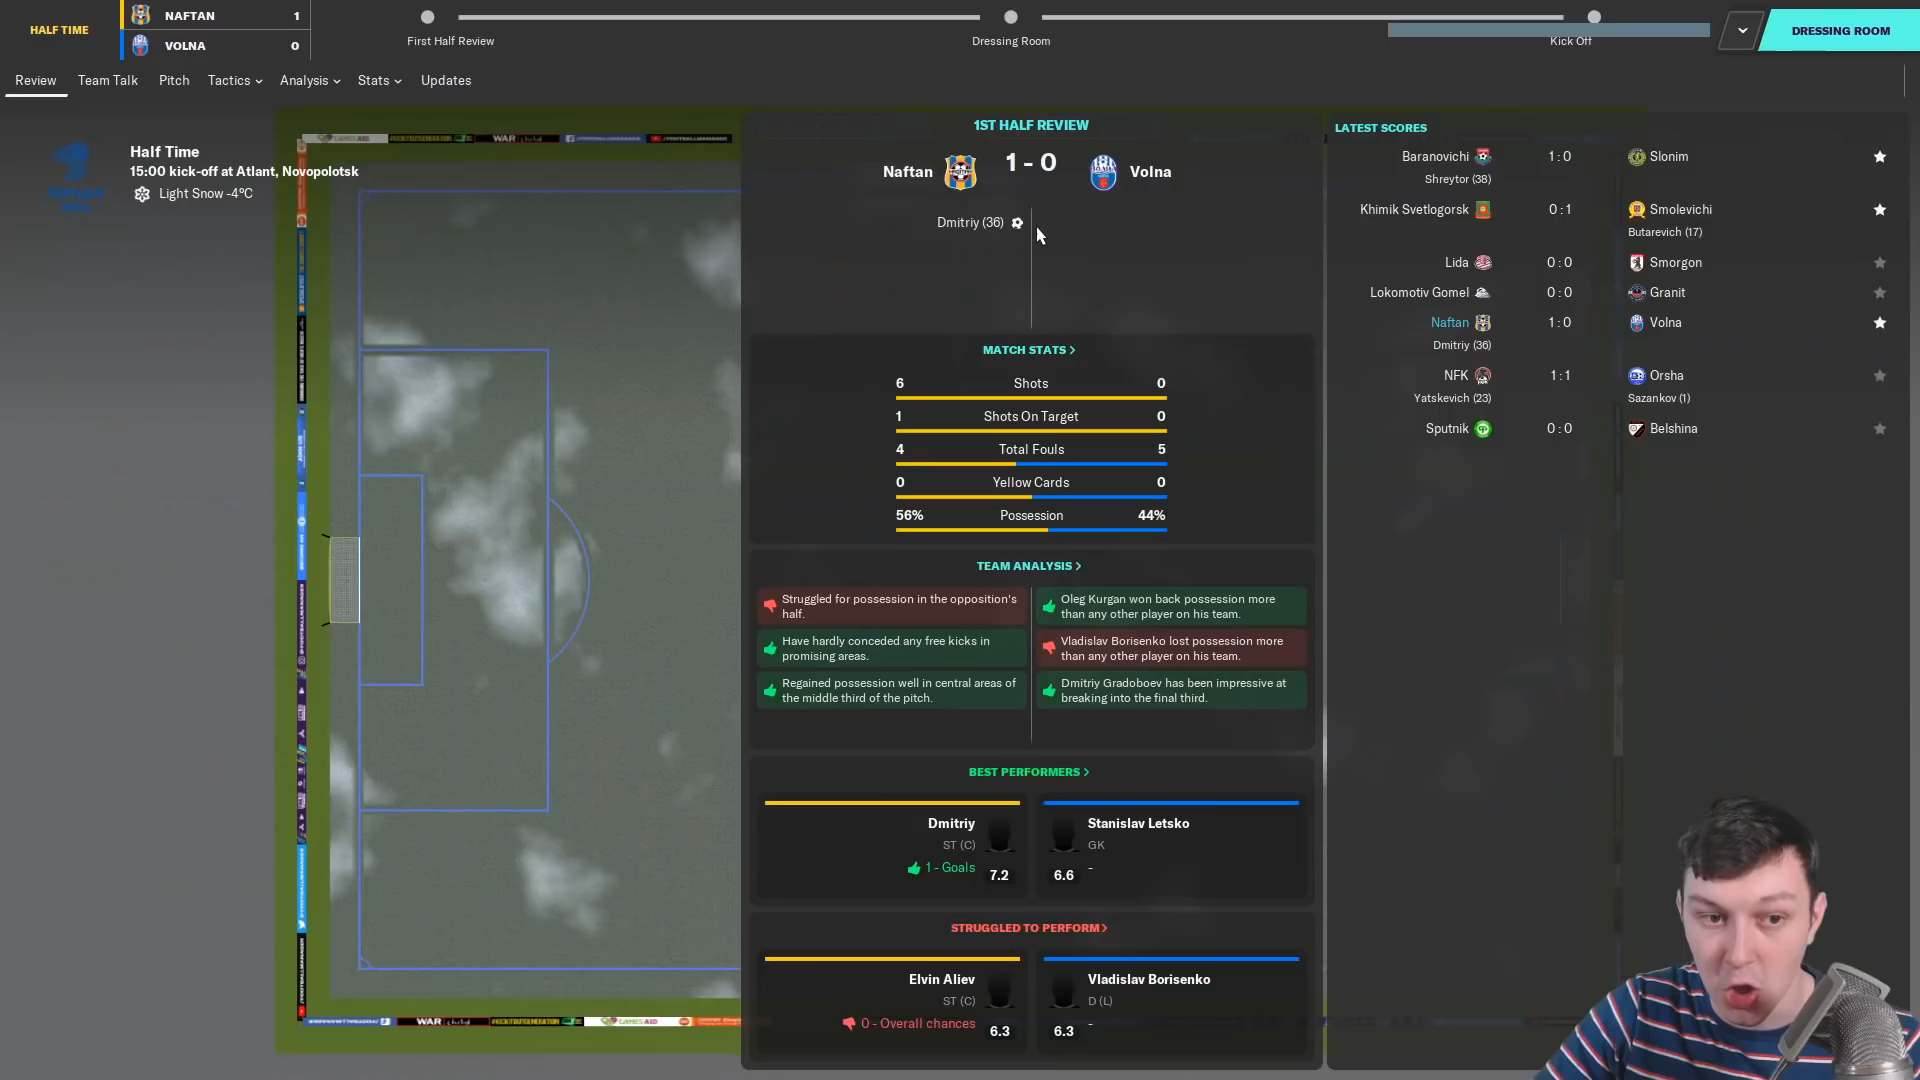 HALF TIME
NAFTAN 1
VOLNA 0
First Half Review
Dressing Room
Kick Off
DRESSING ROOM
Review Team Talk Pitch Tactics Analysis Stats Updates
Half Time
15:00 kick-off at Atlant, Novopolotsk
Light Snow -4°C
1ST HALF REVIEW
Naftan 1 - 0 Volna
Dmitriy (36)
MATCH STATS >
6 Shots 0
1 Shots On Target 0
4 Total Fouls 5
0 Yellow Cards 0
56% Possession 44%
TEAM ANALYSIS >
Struggled for possession in the opposition's
half.
Have hardly conceded any free kicks in
promising areas.
Regained possession well in central areas of
the middle third of the pitch.
Oleg Kurgan won back possession more
than any other player on his team.
Vladislav Borisenko lost possession more
than any other player on his team.
Dmitriy Gradoboev has been impressive at
breaking into the final third.
BEST PERFORMERS >
Dmitriy
ST (C)
1 - Goals
7.2
Stanislav Letsko
GK
6.6 -
STRUGGLED TO PERFORM >
Elvin Aliev
ST (C)
0 - Overall chances
6.3
Vladislav Borisenko
D (L)
6.3 -
LATEST SCORES
Baranovichi 1 : 0 Slonim
Shreytor (38)
Khimik Svetlogorsk 0 : 1 Smolevichi
Butarevich (17)
Lida 0 : 0 Smorgon
Lokomotiv Gomel 0 : 0 Granit
Naftan 1 : 0 Volna
Dmitriy (36)
NFK 1 : 1 Orsha
Yatskevich (23) Sazankov (1)
Sputnik 0 : 0 Belshina
GAMESAID
WAR child